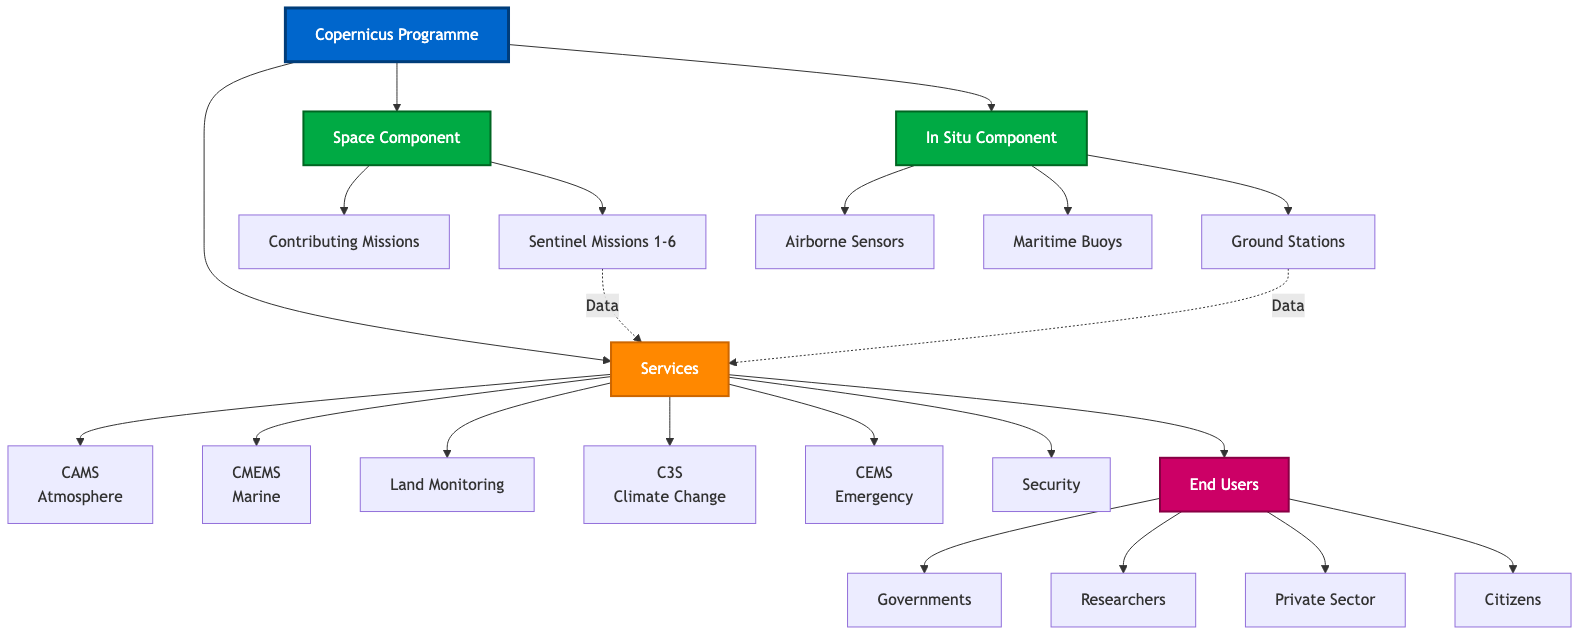 Copernicus Programme
Space Component
In Situ Component
Contributing Missions
Sentinel Missions 1-6
Airborne Sensors
Maritime Buoys
Ground Stations
Data
Data
Services
CAMS
Atmosphere
CMEMS
Marine
Land Monitoring
C3S
Climate Change
CEMS
Emergency
Security
End Users
Governments
Researchers
Private Sector
Citizens